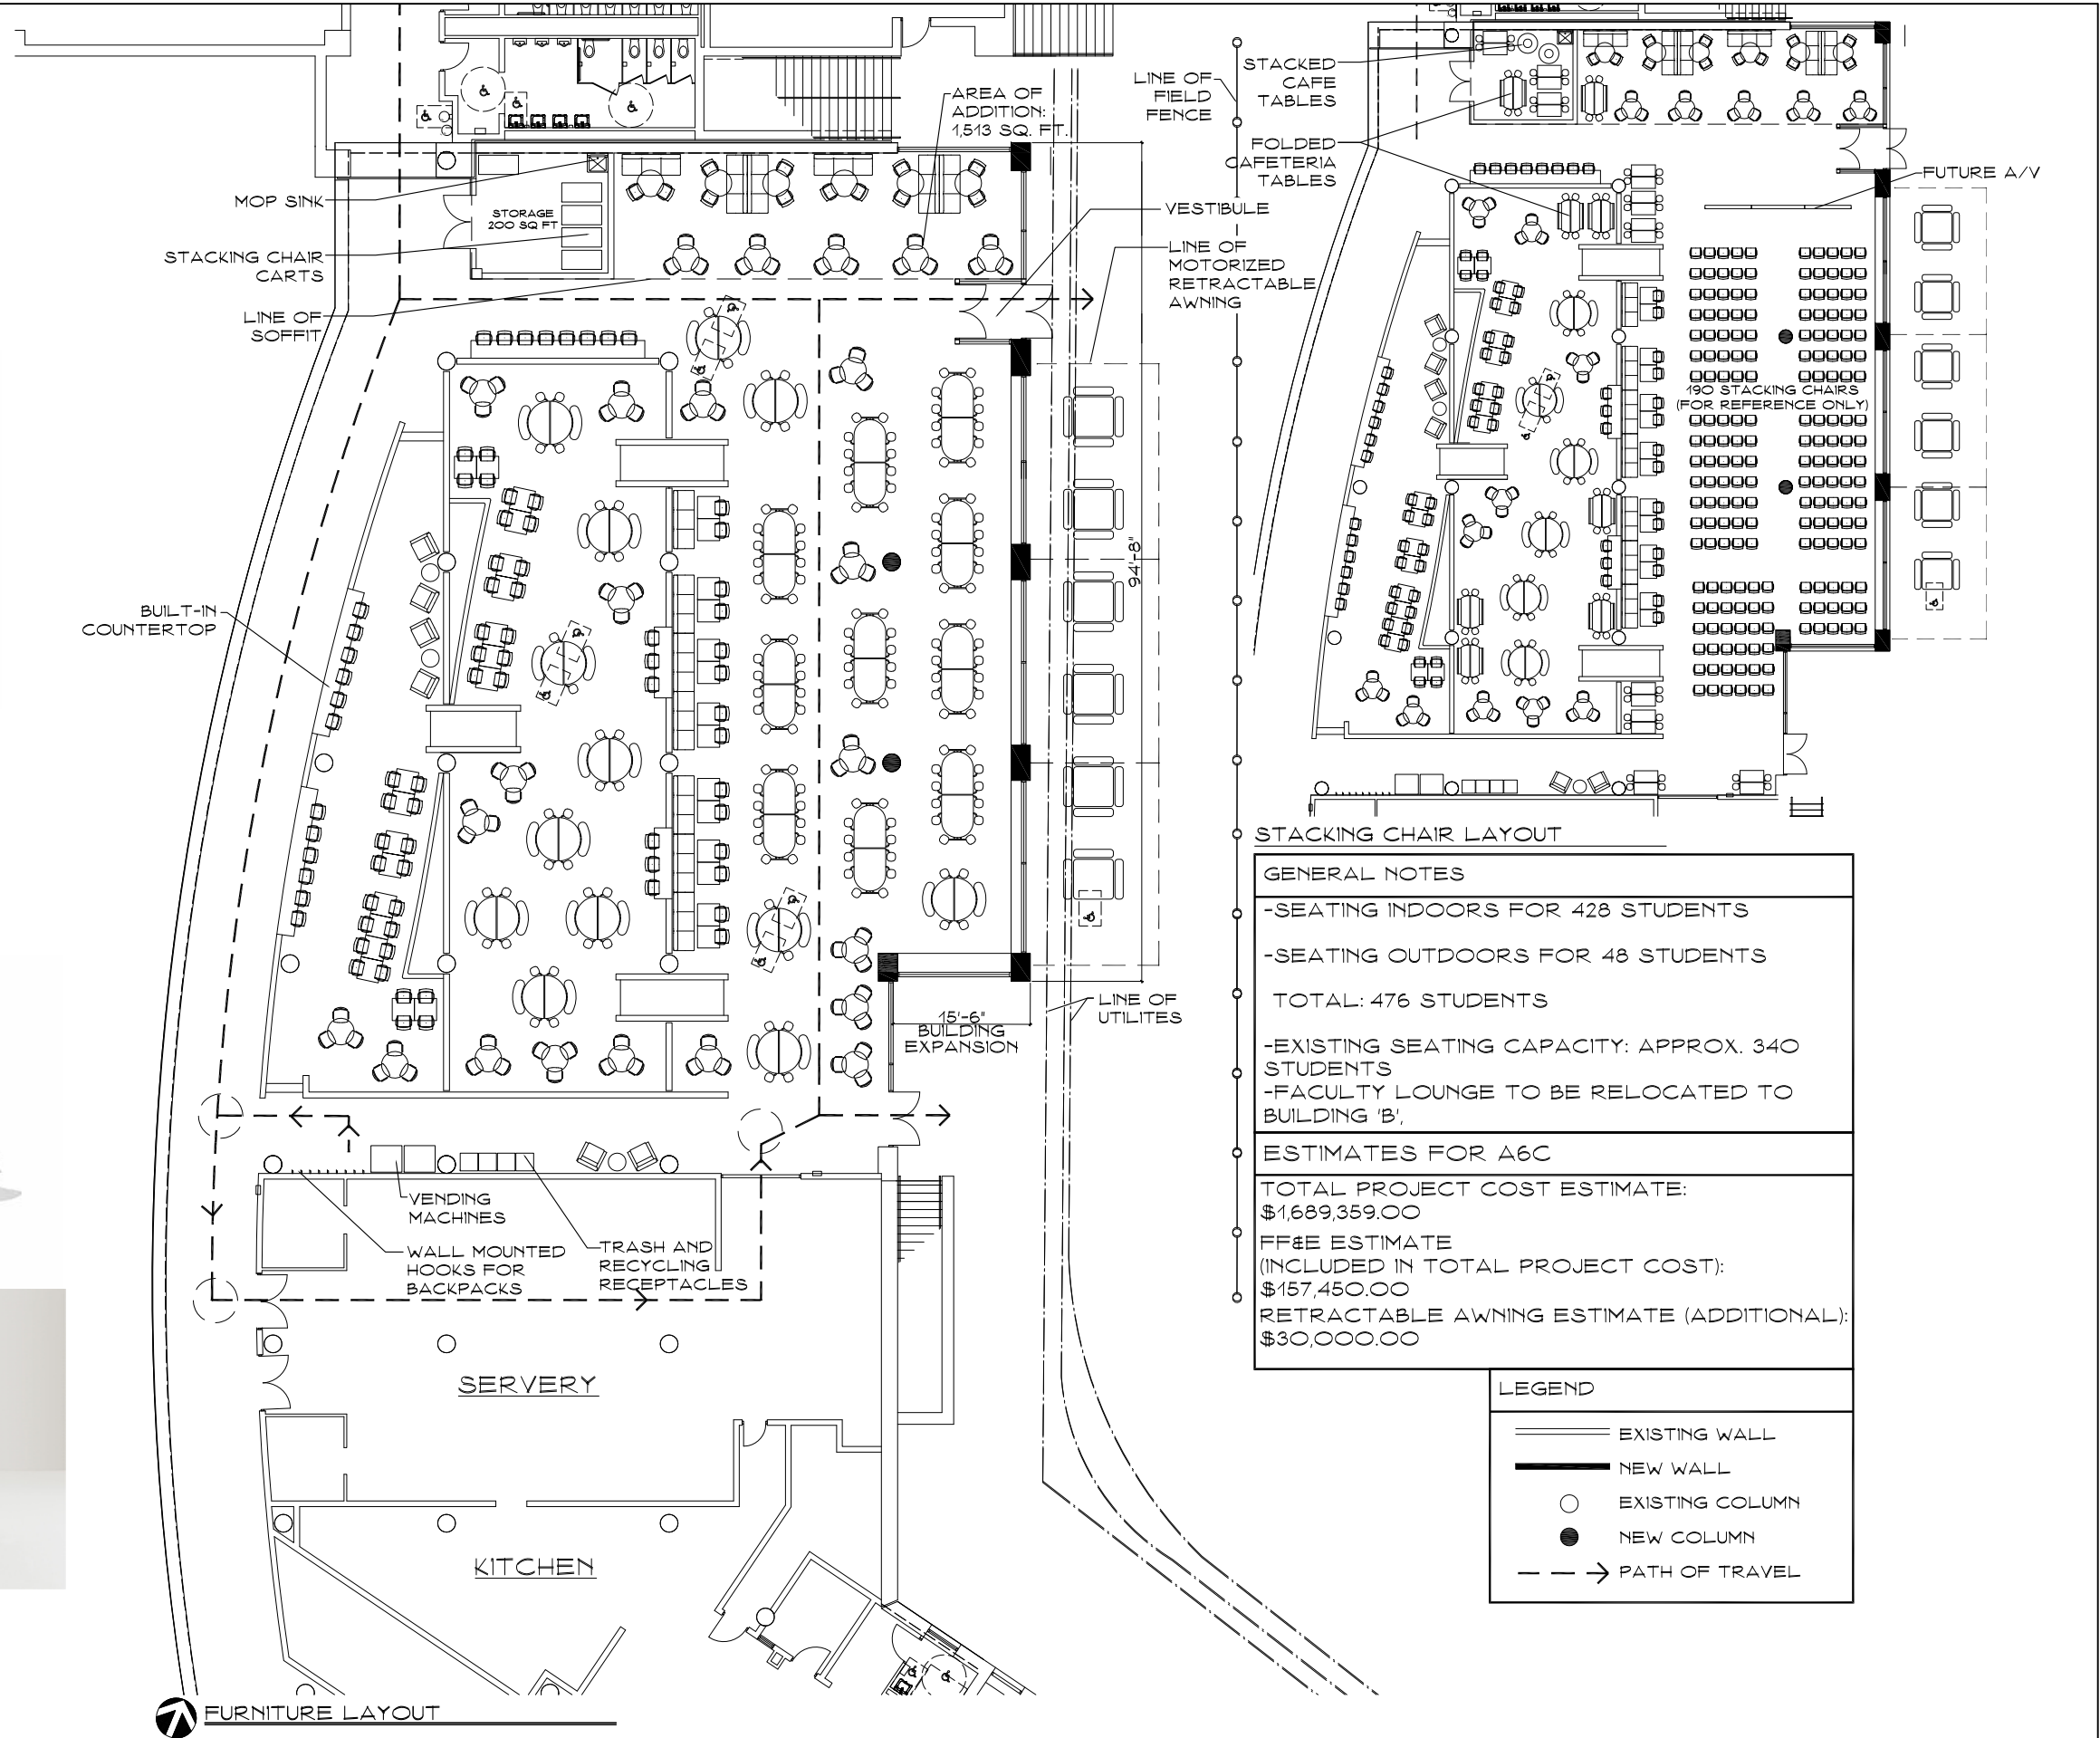 AREA OF
ADDITION:
1,513 SQ. FT.
MOP SINK
STORAGE
200 SQ FT
STACKING CHAIR
CARTS
LINE OF
SOFFIT
BUILT-IN
COUNTERTOP
VESTIBULE
LINE OF
MOTORIZED
RETRACTABLE
AWNING
94'-8"
15'-6"
BUILDING
EXPANSION
LINE OF
UTILITES
VENDING
MACHINES
WALL MOUNTED
HOOKS FOR
BACKPACKS
TRASH AND
RECYCLING
RECEPTACLES
SERVERY
KITCHEN
FURNITURE LAYOUT
LINE OF
FIELD
FENCE
STACKED
CAFE
TABLES
FOLDED
CAFETERIA
TABLES
FUTURE A/V
190 STACKING CHAIRS
(FOR REFERENCE ONLY)
STACKING CHAIR LAYOUT
GENERAL NOTES
-SEATING INDOORS FOR 428 STUDENTS
-SEATING OUTDOORS FOR 48 STUDENTS
TOTAL: 476 STUDENTS
-EXISTING SEATING CAPACITY: APPROX. 340
STUDENTS
-FACULTY LOUNGE TO BE RELOCATED TO
BUILDING 'B',
ESTIMATES FOR A6C
TOTAL PROJECT COST ESTIMATE:
$1,689,359.00
FF&E ESTIMATE
(INCLUDED IN TOTAL PROJECT COST):
$157,450.00
RETRACTABLE AWNING ESTIMATE (ADDITIONAL):
$30,000.00
LEGEND
EXISTING WALL
NEW WALL
EXISTING COLUMN
NEW COLUMN
PATH OF TRAVEL